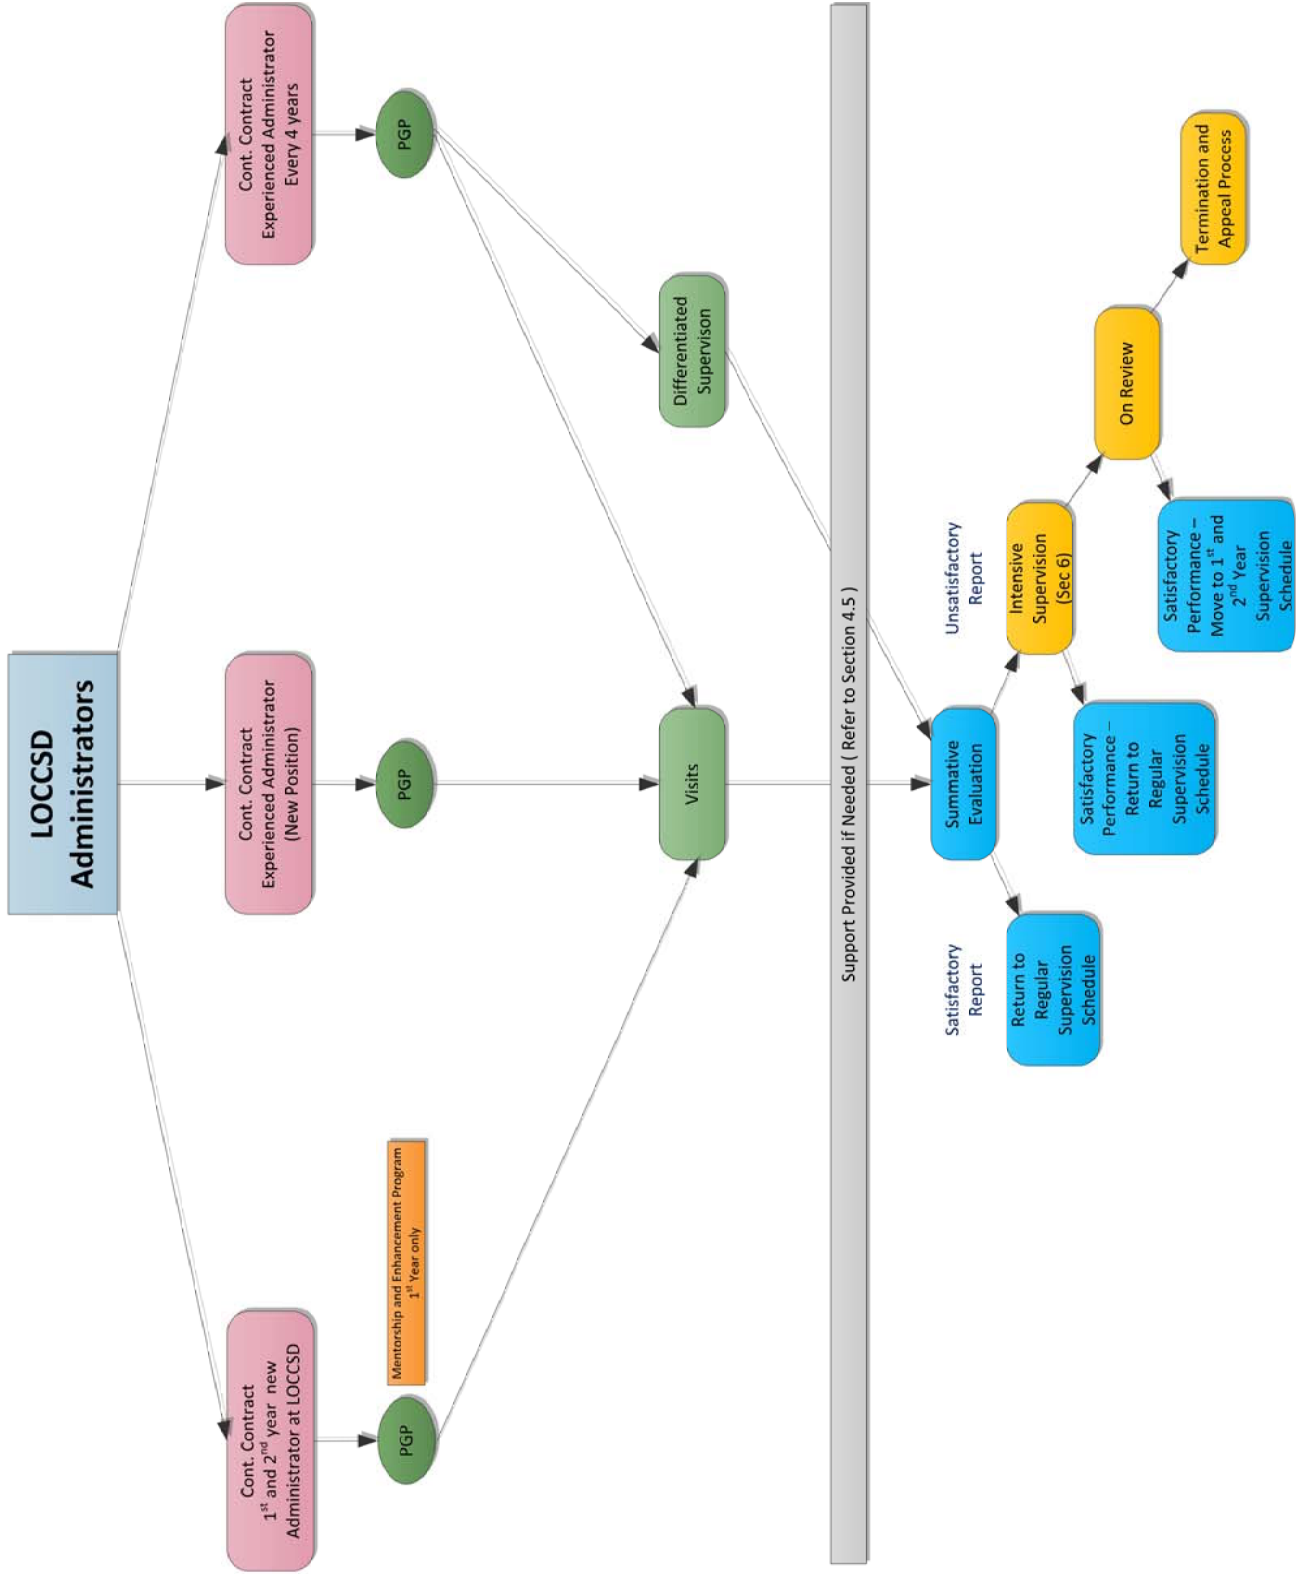 LOCCSD
Administrators
Cont. Contract
1st and 2nd year new
Administrator at LOCCSD
Cont. Contract
Experienced Administrator
(New Position)
Cont. Contract
Experienced Administrator
Every 4 years
PGP
Mentorship and Enhancement Program
1st Year only
PGP
PGP
Visits
Differentiated
Supervison
Support Provided if Needed ( Refer to Section 4.5 )
Satisfactory
Report
Summative
Evaluation
Unsatisfactory
Report
Return to
Regular
Supervision
Schedule
Intensive
Supervision
(Sec 6)
Satisfactory
Performance –
Return to
Regular
Supervision
Schedule
On Review
Satisfactory
Performance –
Move to 1st and
2nd Year
Supervision
Schedule
Termination and
Appeal Process